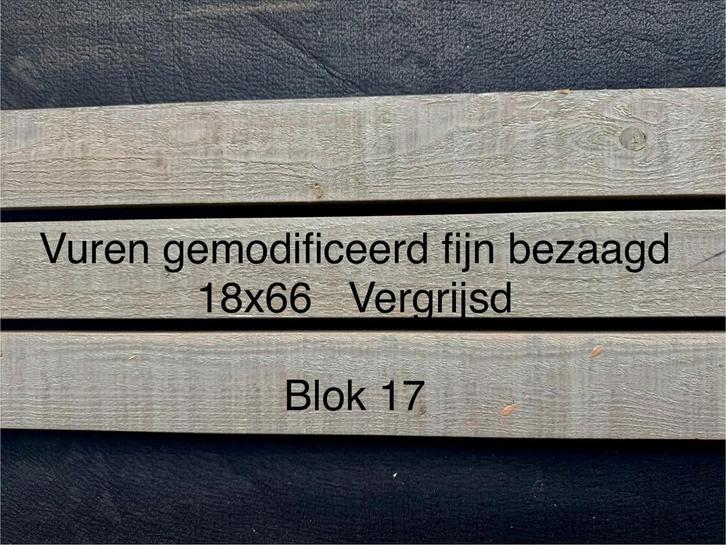 Vuren gemodificeerd fijn bezaagd
18x66 Vergrijsd
Blok 17